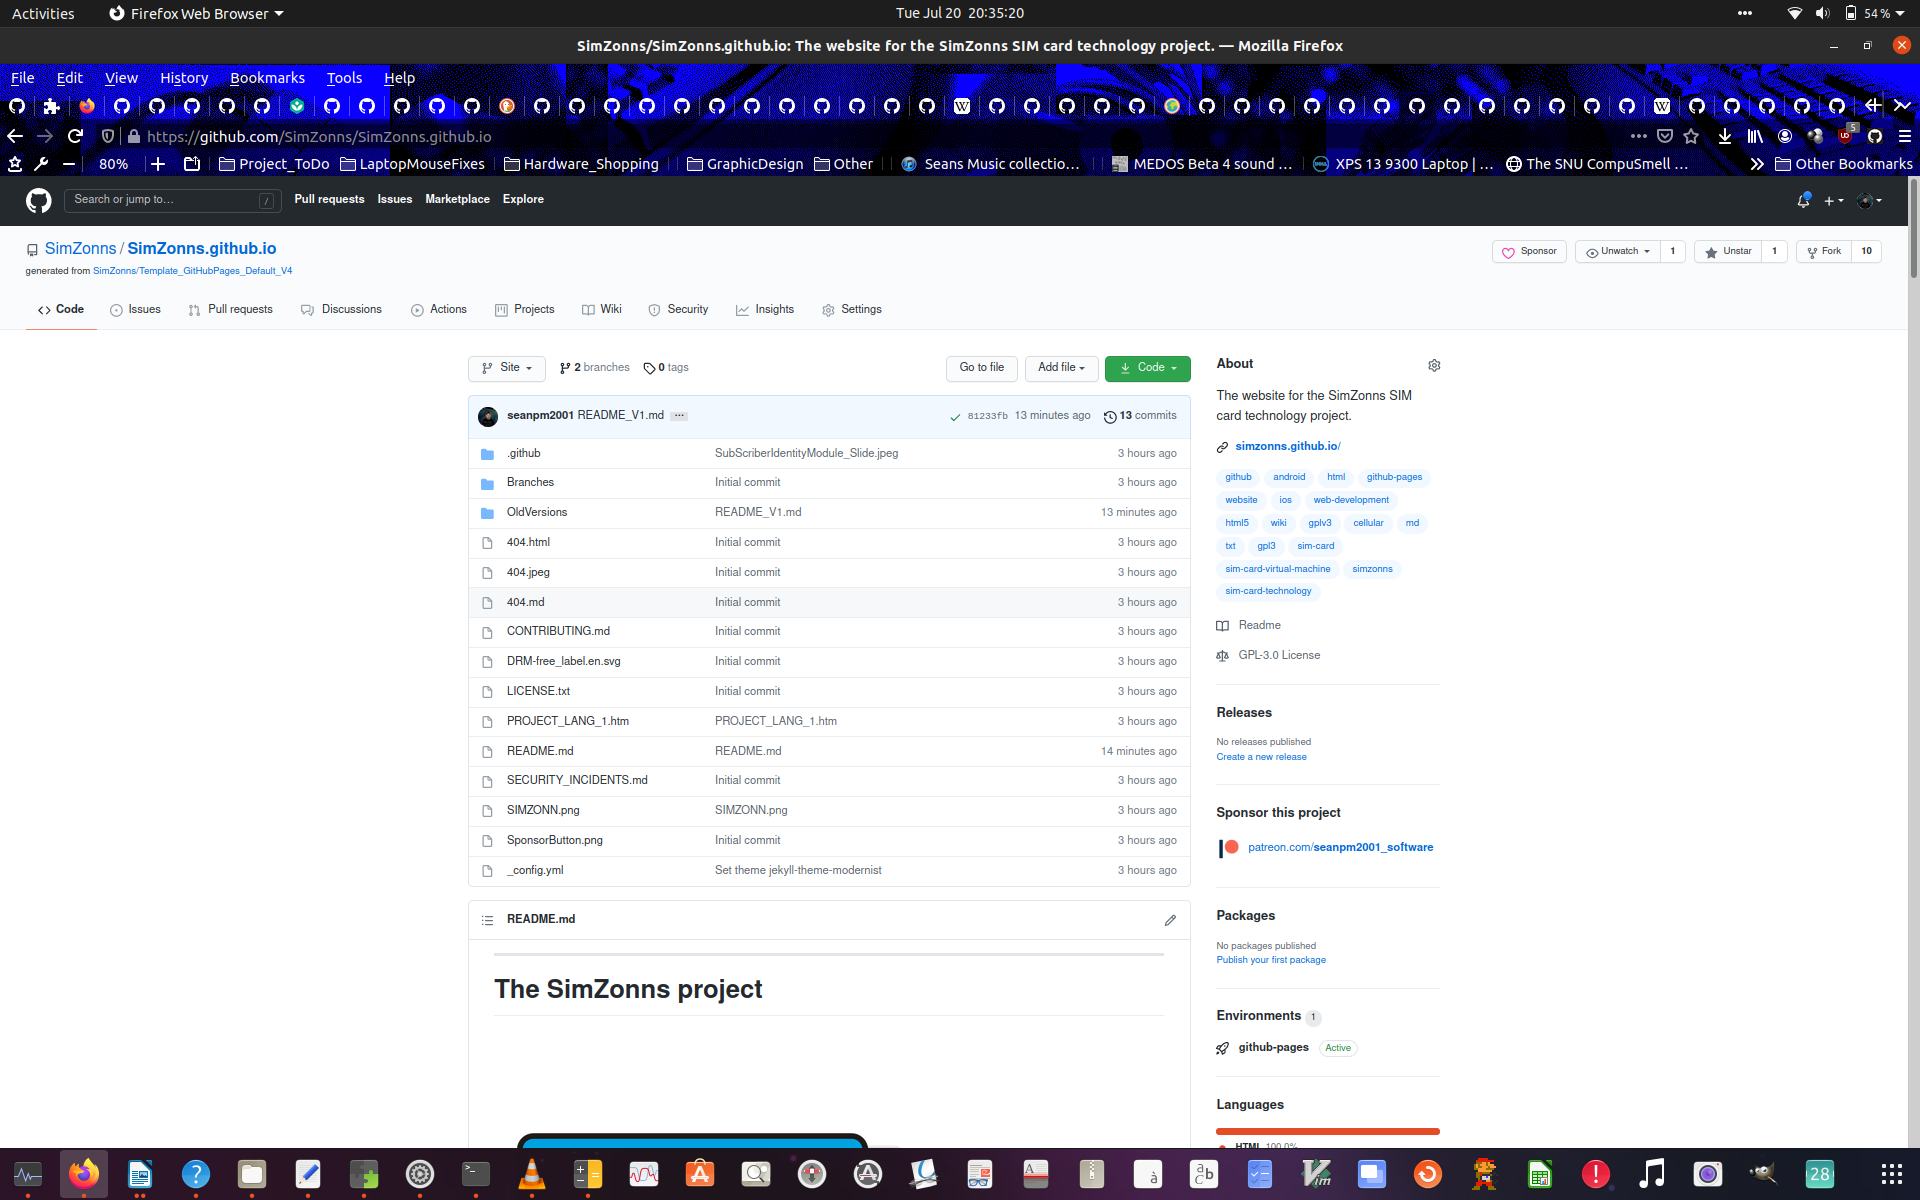 Activities Firefox Web Browser Tue Jul 20 20:35:20 54 %
SimZonns/SimZonns.github.io: The website for the SimZonns SIM card technology project. — Mozilla Firefox
File Edit View History Bookmarks Tools Help
https://github.com/SimZonns/SimZonns.github.io 5
80% Project_ToDo LaptopMouseFixes Hardware_Shopping GraphicDesign Other Seans Music collectio… MEDOS Beta 4 sound … XPS 13 9300 Laptop | … The SNU CompuSmell … Other Bookmarks
Search or jump to… / Pull requests Issues Marketplace Explore
SimZonns / SimZonns.github.io Sponsor Unwatch 1 Unstar 1 Fork 10
generated from SimZonns/Template_GitHubPages_Default_V4
Code Issues Pull requests Discussions Actions Projects Wiki Security Insights Settings
Site 2 branches 0 tags Go to file Add file Code
seanpm2001 README_V1.md ... 81233fb 13 minutes ago 13 commits
.github SubScriberIdentityModule_Slide.jpeg 3 hours ago
Branches Initial commit 3 hours ago
OldVersions README_V1.md 13 minutes ago
404.html Initial commit 3 hours ago
404.jpeg Initial commit 3 hours ago
404.md Initial commit 3 hours ago
CONTRIBUTING.md Initial commit 3 hours ago
DRM-free_label.en.svg Initial commit 3 hours ago
LICENSE.txt Initial commit 3 hours ago
PROJECT_LANG_1.htm PROJECT_LANG_1.htm 3 hours ago
README.md README.md 14 minutes ago
SECURITY_INCIDENTS.md Initial commit 3 hours ago
SIMZONN.png SIMZONN.png 3 hours ago
SponsorButton.png Initial commit 3 hours ago
_config.yml Set theme jekyll-theme-modernist 3 hours ago
README.md
The SimZonns project
About
The website for the SimZonns SIM
card technology project.
simzonns.github.io/
github android html github-pages
website ios web-development
html5 wiki gplv3 cellular md
txt gpl3 sim-card
sim-card-virtual-machine simzonns
sim-card-technology
Readme
GPL-3.0 License
Releases
No releases published
Create a new release
Sponsor this project
patreon.com/seanpm2001_software
Packages
No packages published
Publish your first package
Environments 1
github-pages Active
Languages
HTML 100.0%
28